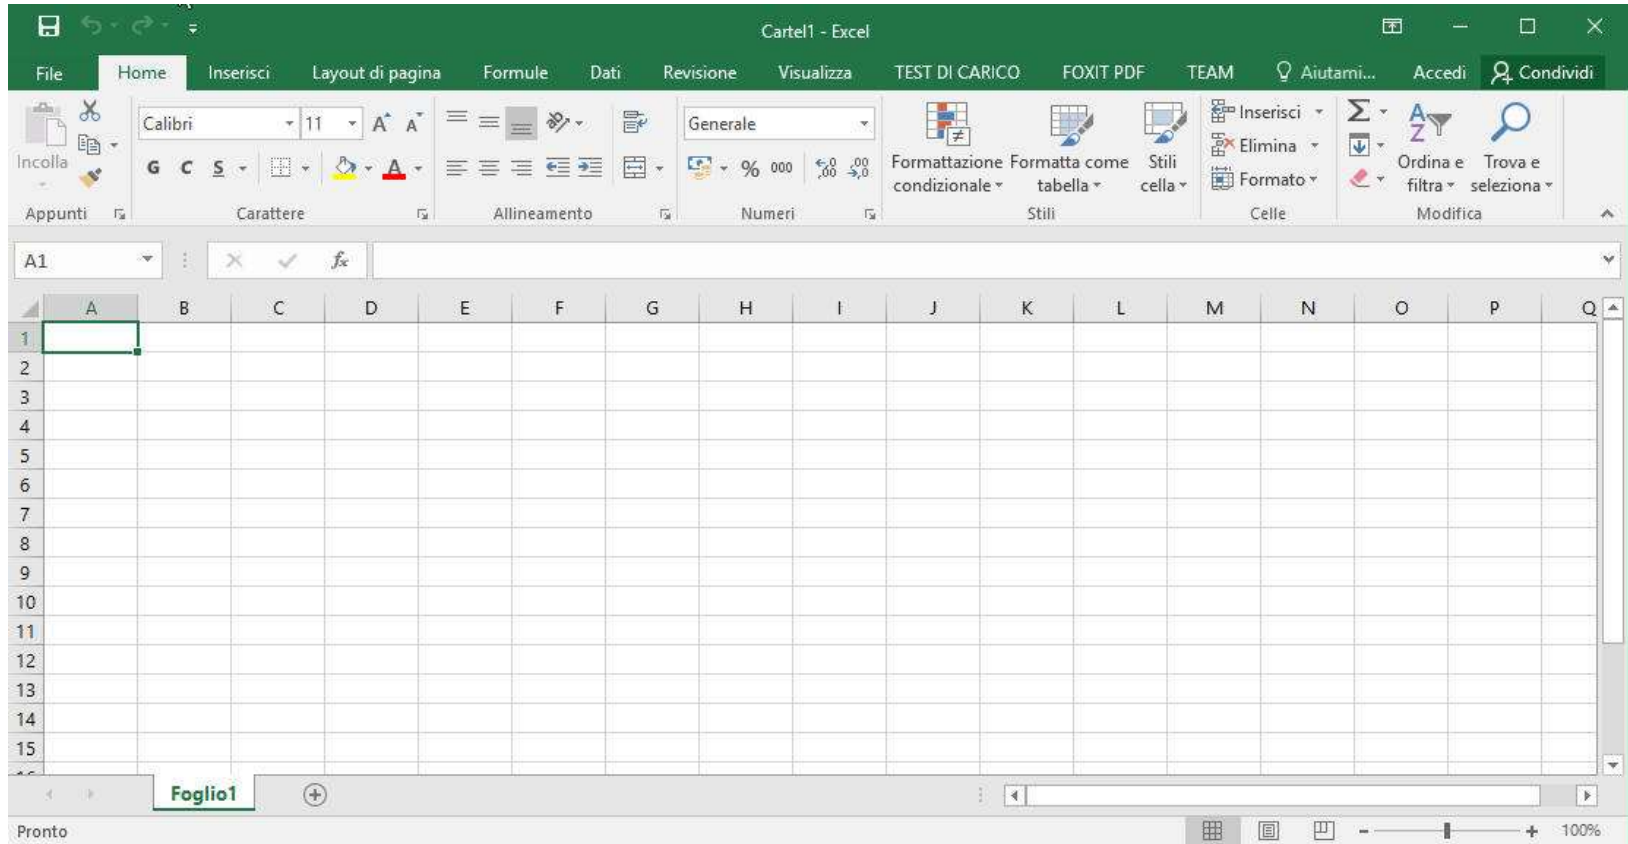 Cartel1 - Excel
File Home Inserisci Layout di pagina Formule Dati Revisione Visualizza TEST DI CARICO FOXIT PDF TEAM Aiutami... Accedi Condividi
Incolla
Calibri 11 A A
Generale
G C S A
% 000 ,00 ,0
Formattazione condizionale
Formatta come tabella
Stili cella
Inserisci
Elimina
Formato
Σ
A Z
Ordina e filtra
Trova e seleziona
Appunti Carattere Allineamento Numeri Stili Celle Modifica
A1 fx
A B C D E F G H I J K L M N O P Q
1
2
3
4
5
6
7
8
9
10
11
12
13
14
15
Foglio1
Pronto 100%